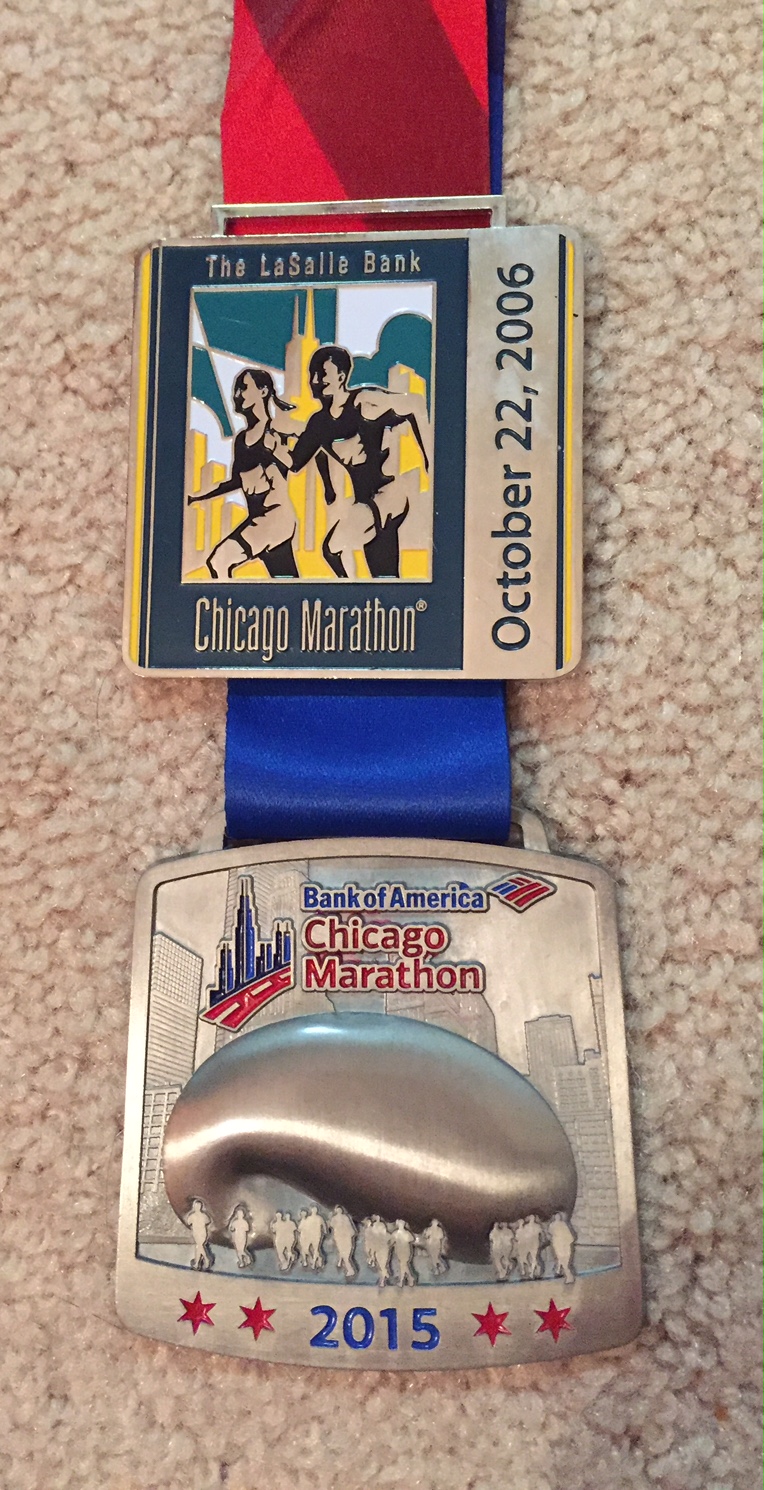 The LaSalle Bank
Chicago Marathon®
October 22, 2006
Bank of America
Chicago
Marathon
2015